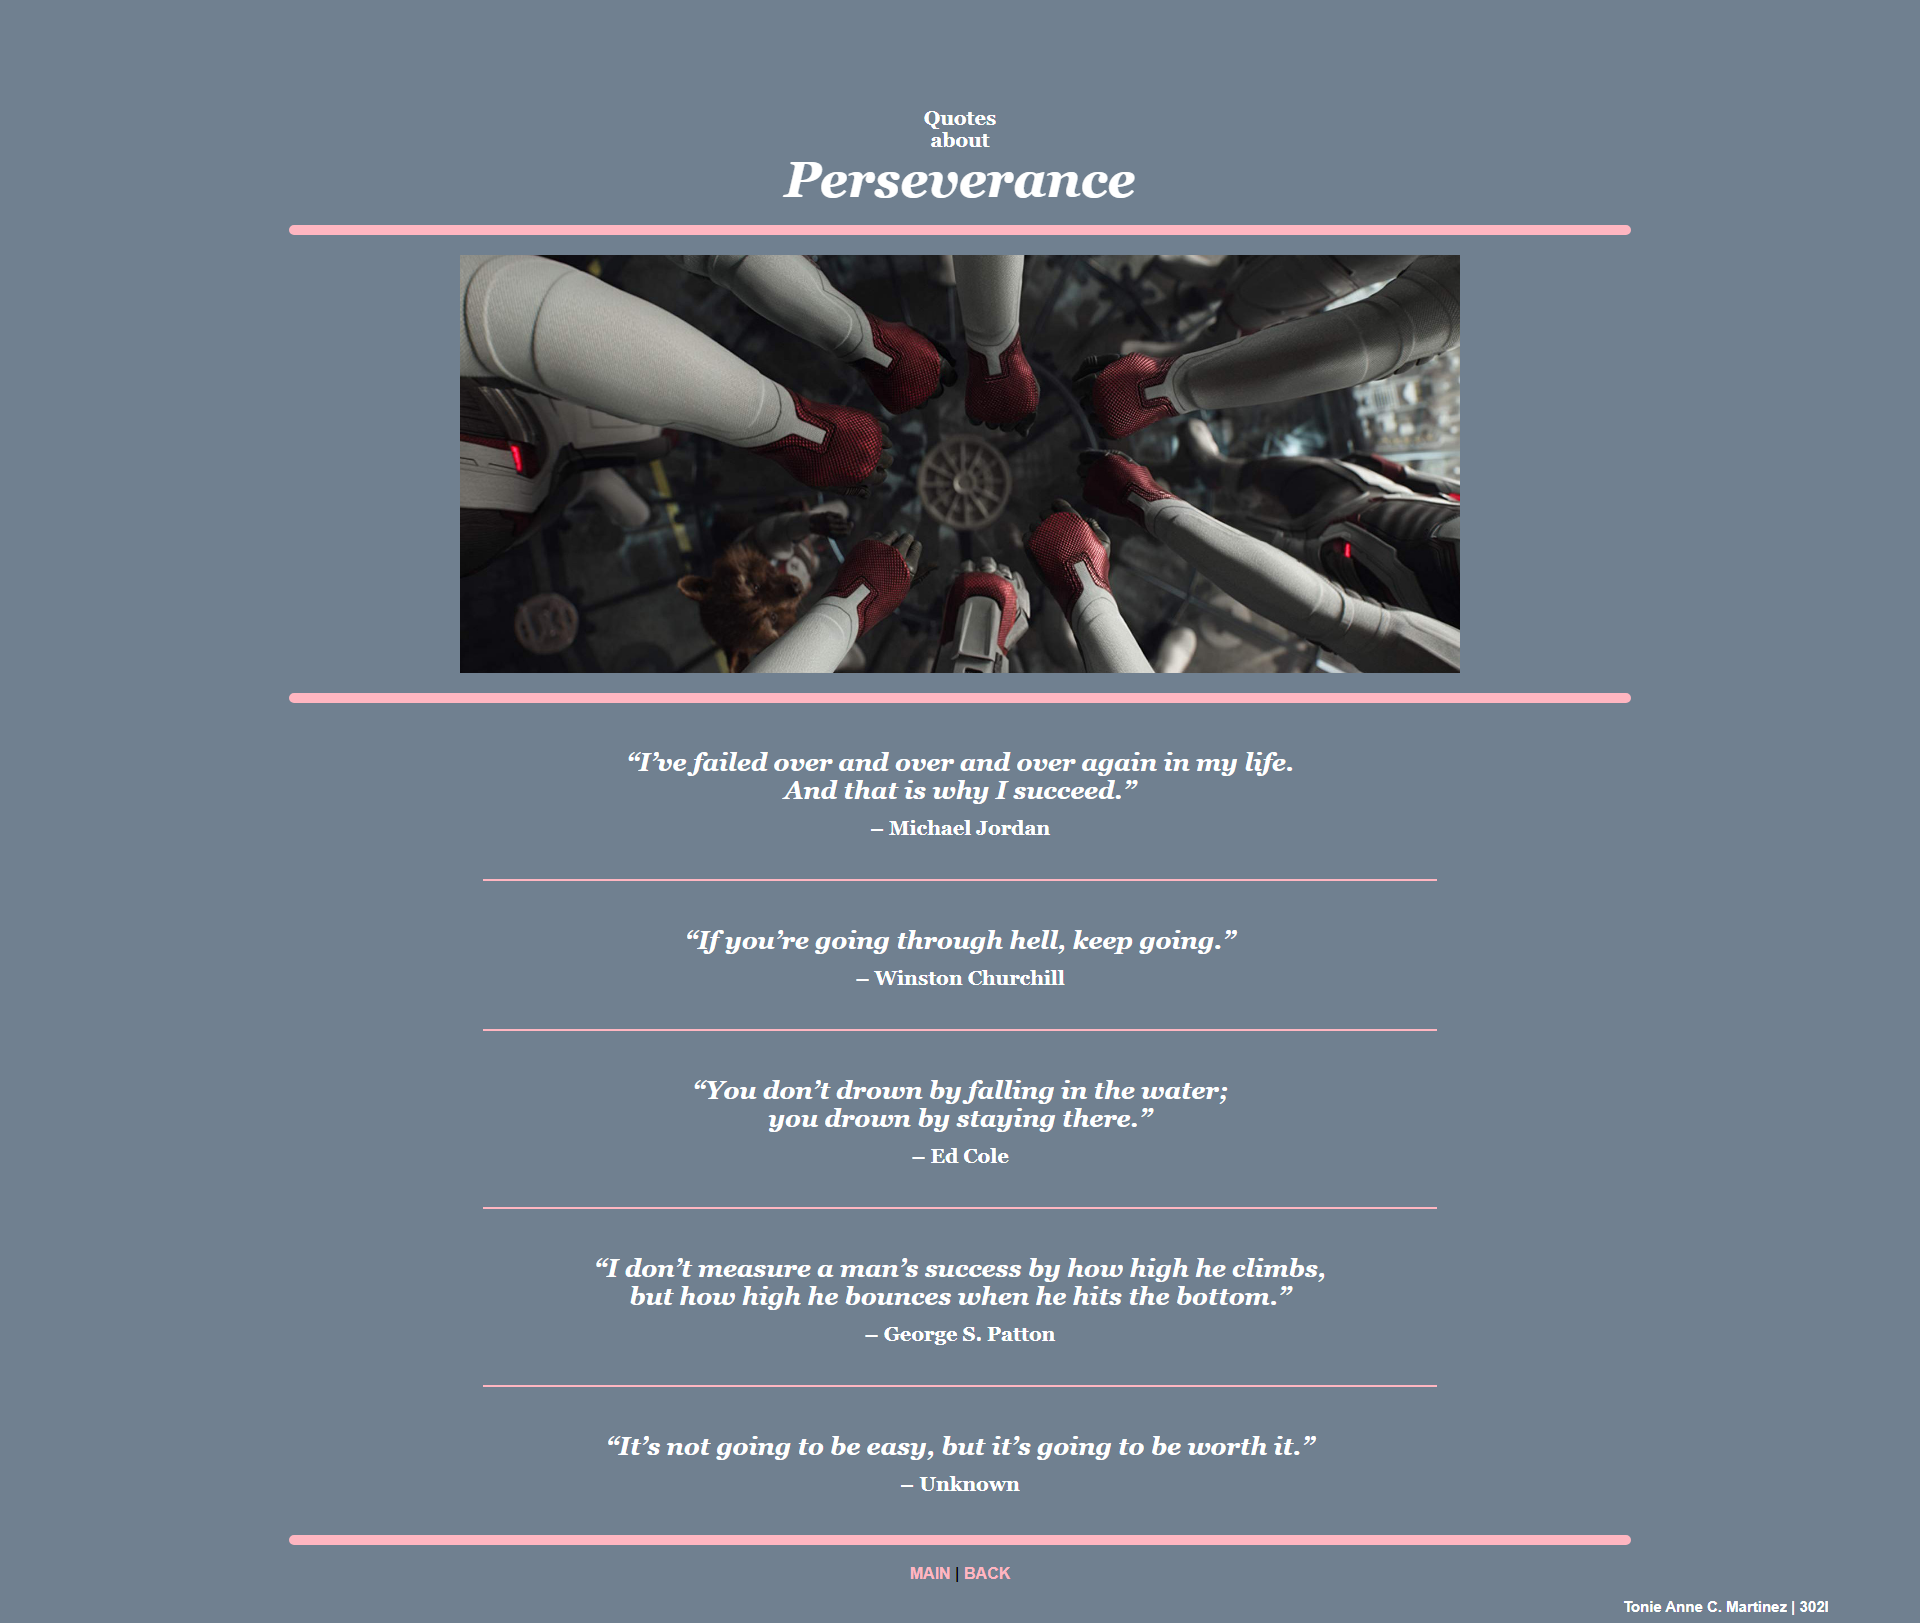 Quotes
about
Perseverance
“I’ve failed over and over and over again in my life.
And that is why I succeed.”
– Michael Jordan
“If you’re going through hell, keep going.”
– Winston Churchill
“You don’t drown by falling in the water;
you drown by staying there.”
– Ed Cole
“I don’t measure a man’s success by how high he climbs,
but how high he bounces when he hits the bottom.”
– George S. Patton
“It’s not going to be easy, but it’s going to be worth it.”
– Unknown
MAIN | BACK
Tonie Anne C. Martinez | 302I